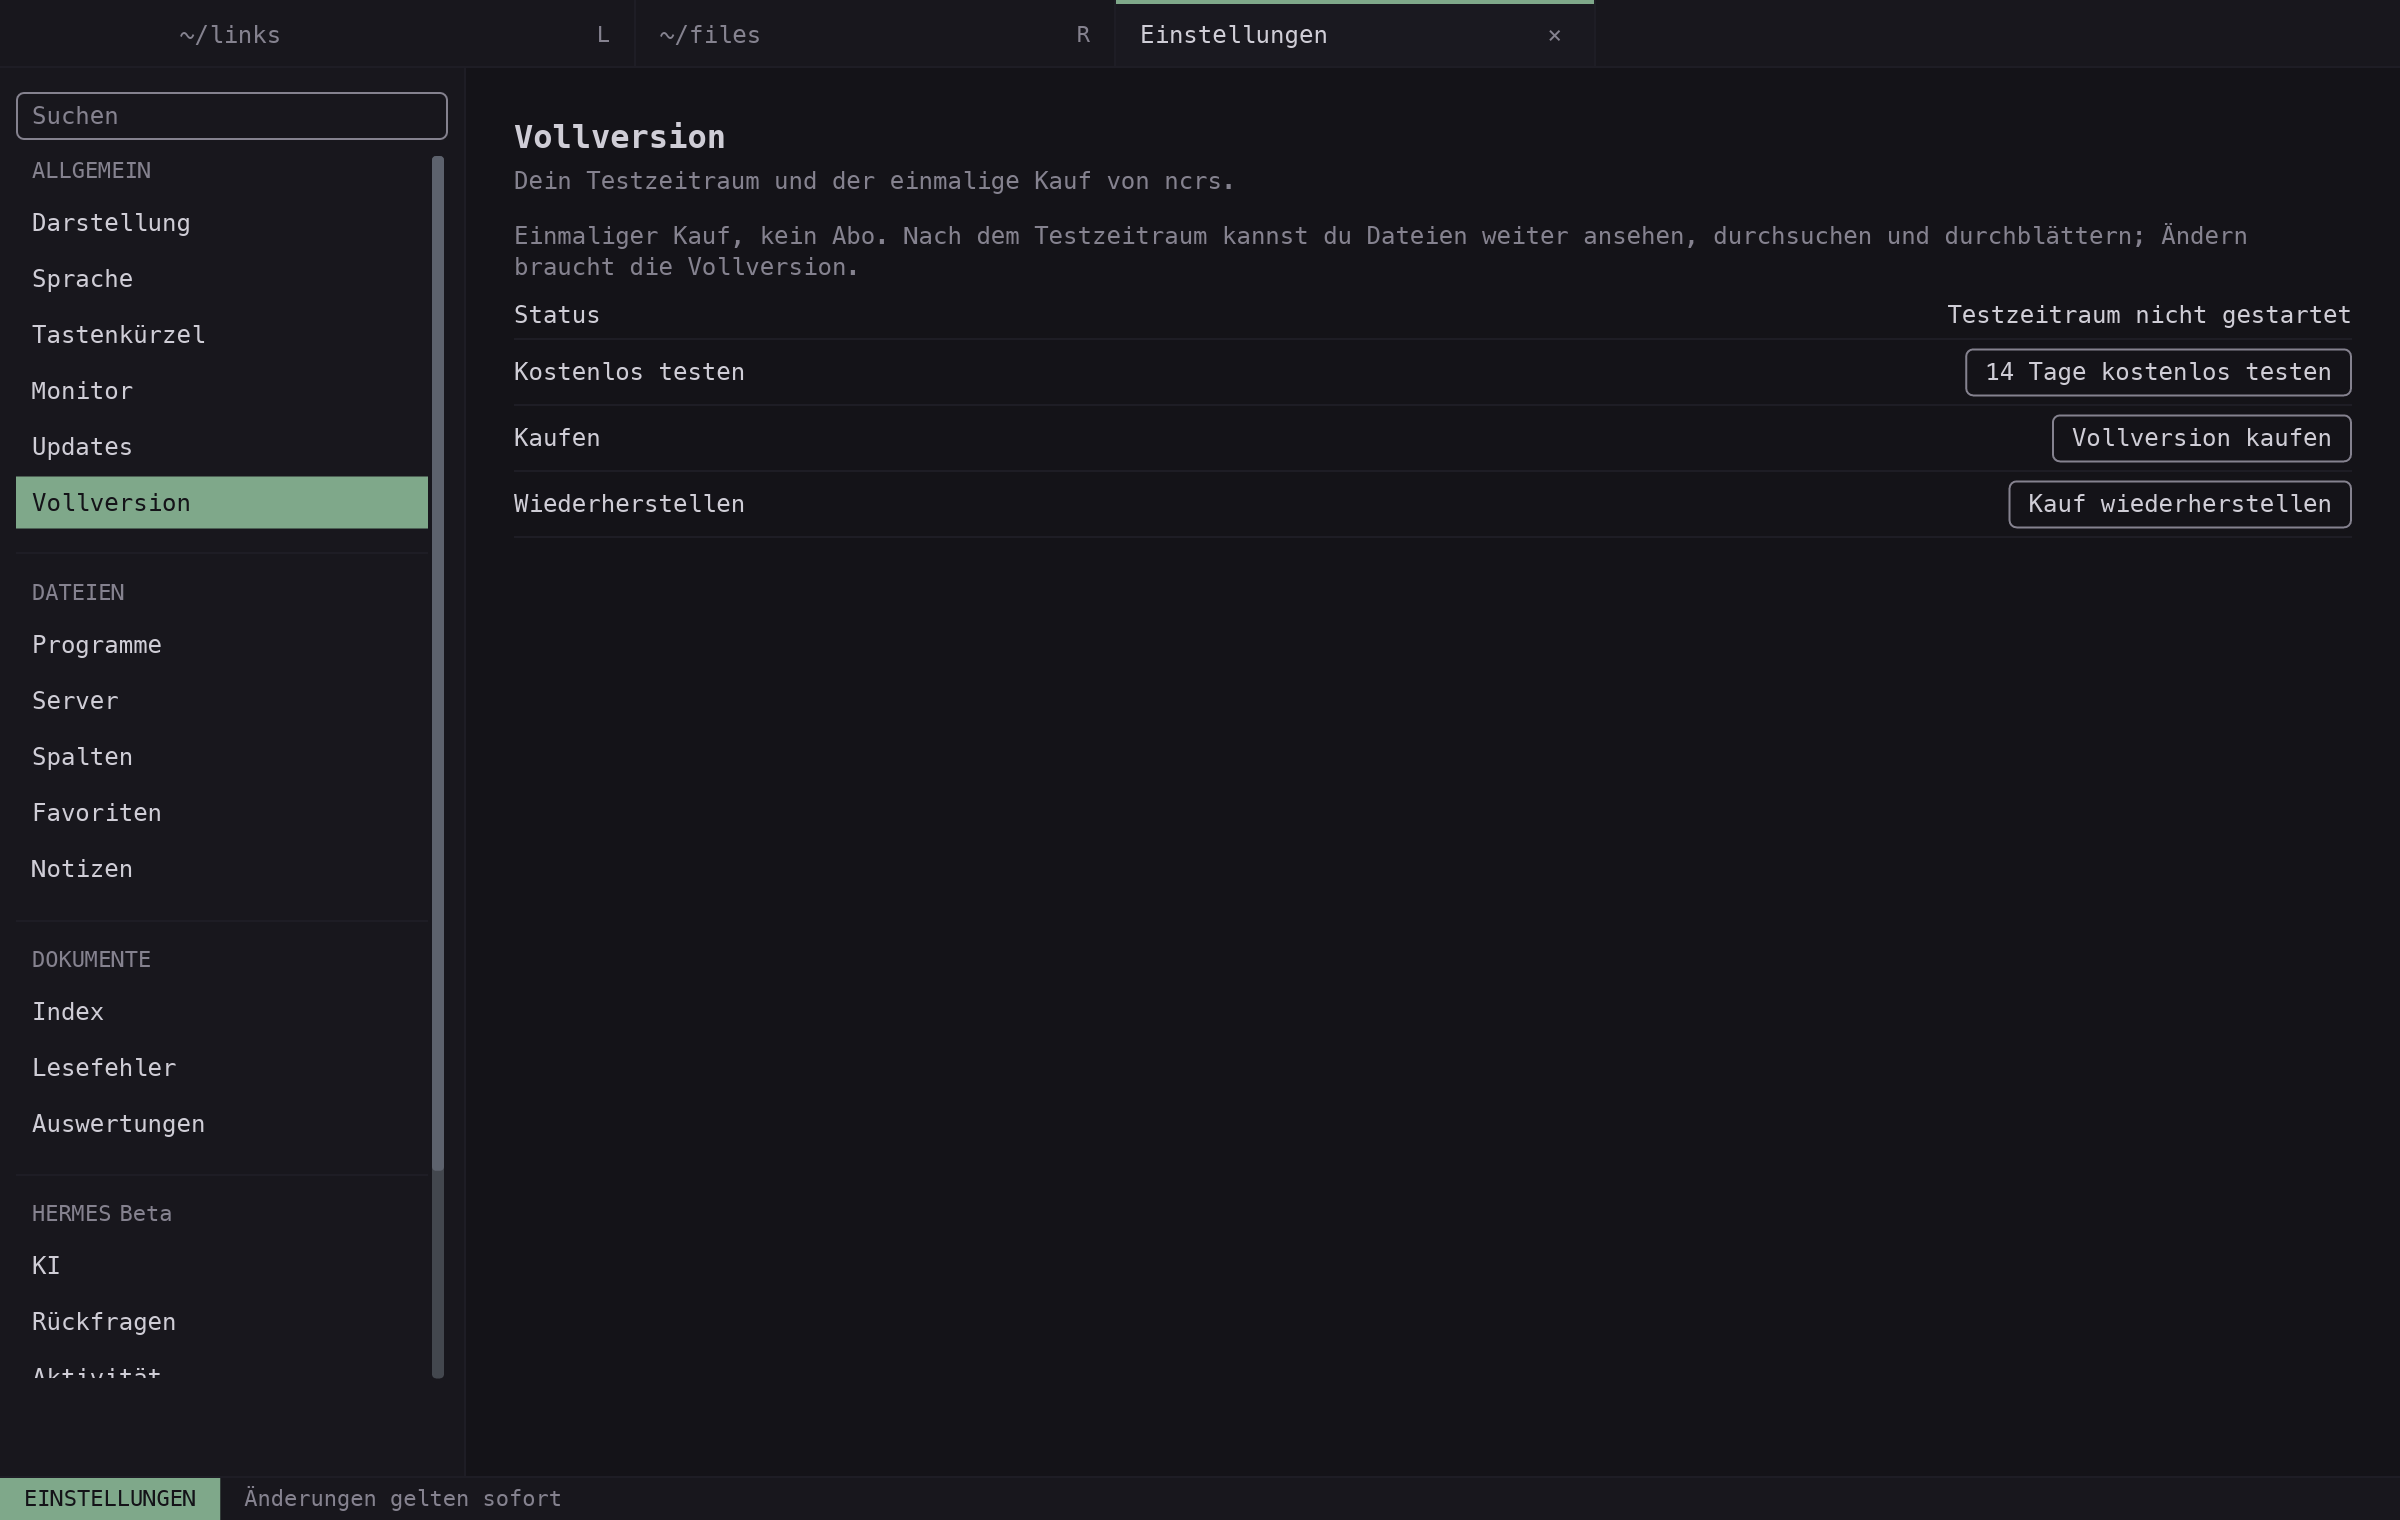 ~/links L ~/files R Einstellungen ×
Suchen
ALLGEMEIN
Darstellung
Sprache
Tastenkürzel
Monitor
Updates
Vollversion
DATEIEN
Programme
Server
Spalten
Favoriten
Notizen
DOKUMENTE
Index
Lesefehler
Auswertungen
HERMES Beta
KI
Rückfragen
Aktivität
Vollversion
Dein Testzeitraum und der einmalige Kauf von ncrs.
Einmaliger Kauf, kein Abo. Nach dem Testzeitraum kannst du Dateien weiter ansehen, durchsuchen und durchblättern; Ändern
braucht die Vollversion.
Status Testzeitraum nicht gestartet
Kostenlos testen 14 Tage kostenlos testen
Kaufen Vollversion kaufen
Wiederherstellen Kauf wiederherstellen
EINSTELLUNGEN Änderungen gelten sofort